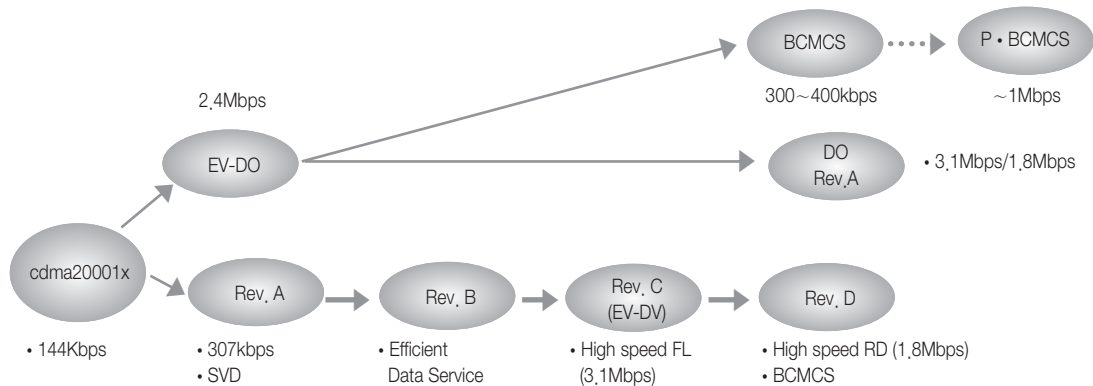 BCMCS
P • BCMCS
300~400kbps
~1Mbps
2.4Mbps
EV-DO
DO
Rev.A
• 3.1Mbps/1.8Mbps
cdma20001x
• 144Kbps
Rev. A
• 307kbps
• SVD
Rev. B
• Efficient
Data Service
Rev. C
(EV-DV)
• High speed FL
(3.1Mbps)
Rev. D
• High speed RD (1.8Mbps)
• BCMCS